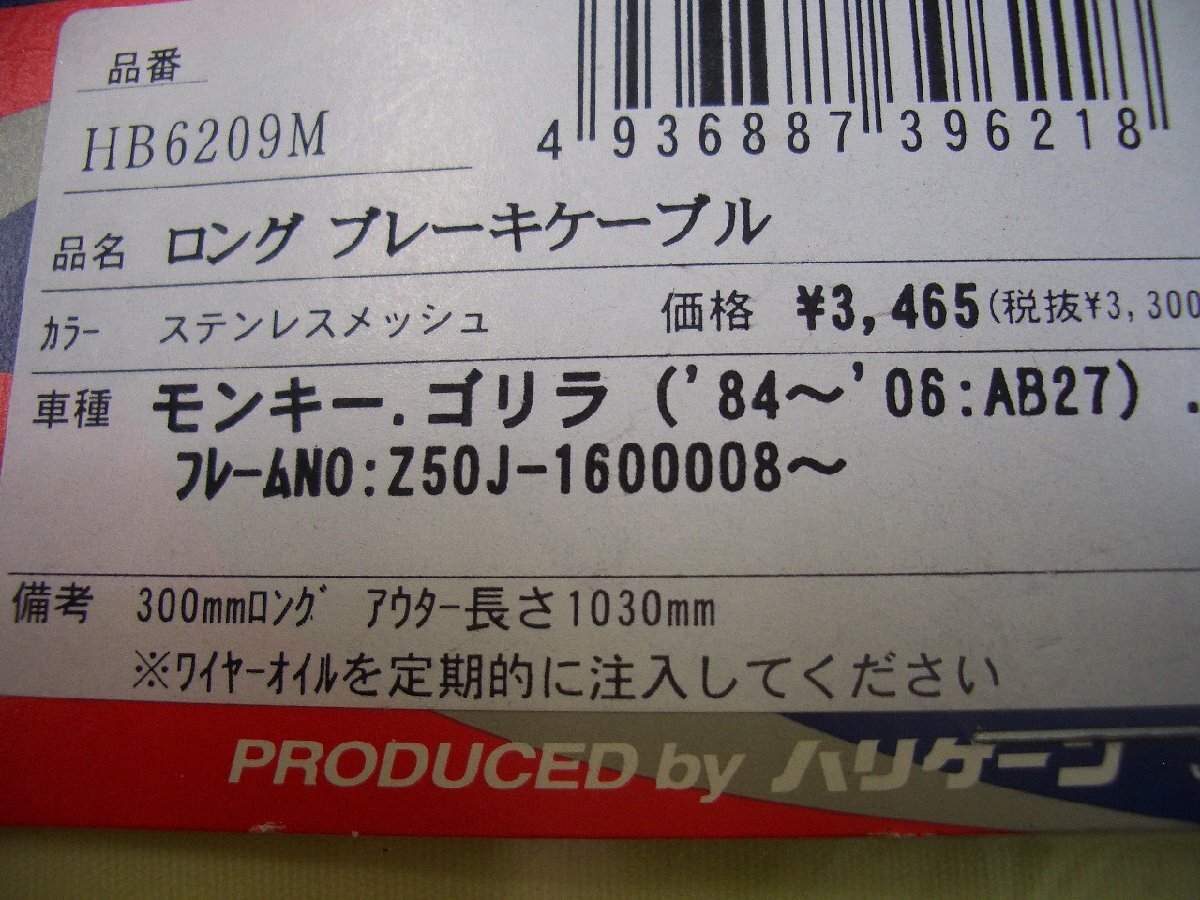 品番
HB6209M
4 936887 396218
品名 ロング ブレーキケーブル
カラー ステンレスメッシュ 価格 ¥3,465(税抜¥3,300
車種 モンキー.ゴリラ ('84～'06:AB27) .
フレームNO:Z50J-1600008～
備考 300mmロング アウター長さ1030mm
※ワイヤーオイルを定期的に注入してください
PRODUCED by ハリケーン